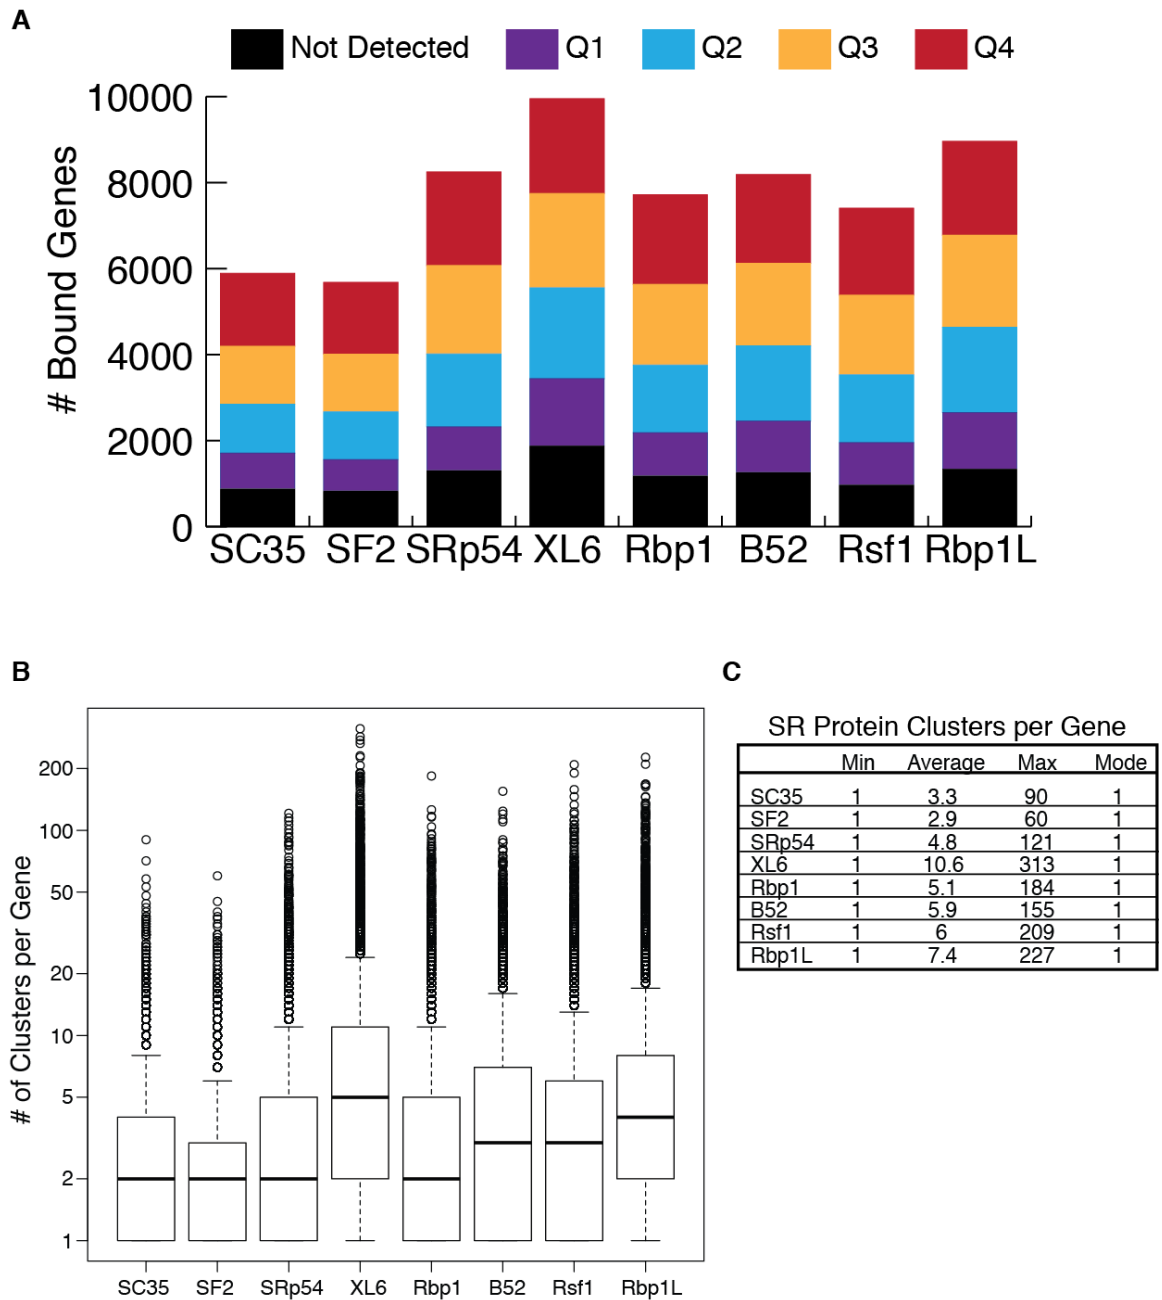 A
Not Detected Q1 Q2 Q3 Q4
# Bound Genes
10000
8000
6000
4000
2000
0
SC35 SF2 SRp54 XL6 Rbp1 B52 Rsf1 Rbp1L
B
# of Clusters per Gene
200
100
50
20
10
5
2
1
SC35 SF2 SRp54 XL6 Rbp1 B52 Rsf1 Rbp1L
C
SR Protein Clusters per Gene
Min Average Max Mode
SC35 1 3.3 90 1
SF2 1 2.9 60 1
SRp54 1 4.8 121 1
XL6 1 10.6 313 1
Rbp1 1 5.1 184 1
B52 1 5.9 155 1
Rsf1 1 6 209 1
Rbp1L 1 7.4 227 1